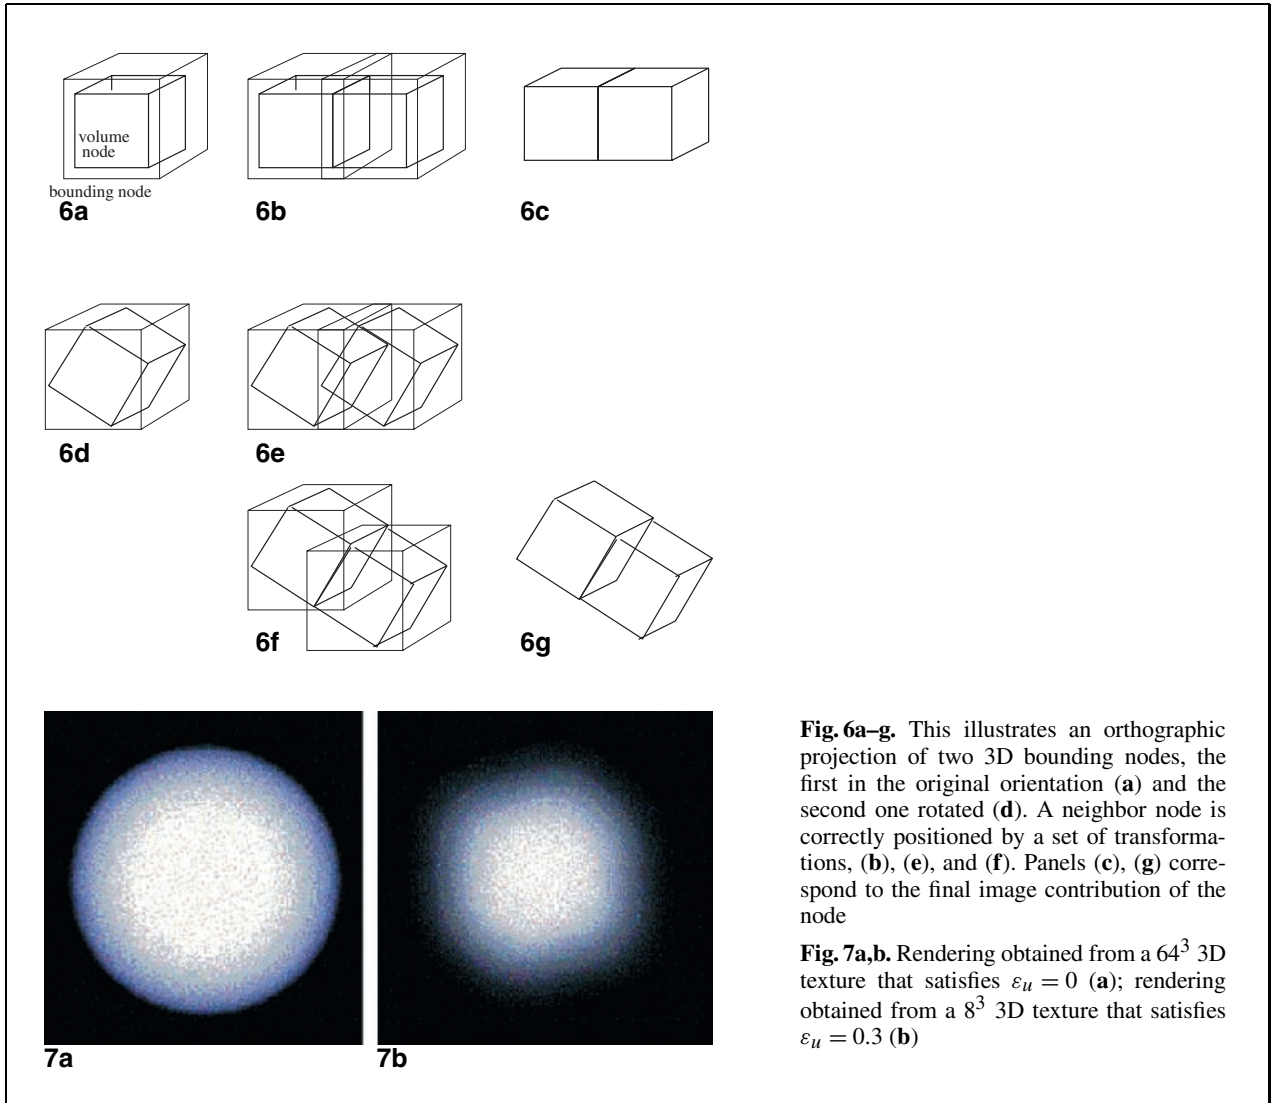 volume
node
bounding node
6a
6b
6c
6d
6e
6f
6g
7a
7b
Fig. 6a–g. This illustrates an orthographic
projection of two 3D bounding nodes, the
first in the original orientation (a) and the
second one rotated (d). A neighbor node is
correctly positioned by a set of transforma-
tions, (b), (e), and (f). Panels (c), (g) corre-
spond to the final image contribution of the
node
Fig. 7a,b. Rendering obtained from a 64³ 3D
texture that satisfies εᵤ = 0 (a); rendering
obtained from a 8³ 3D texture that satisfies
εᵤ = 0.3 (b)